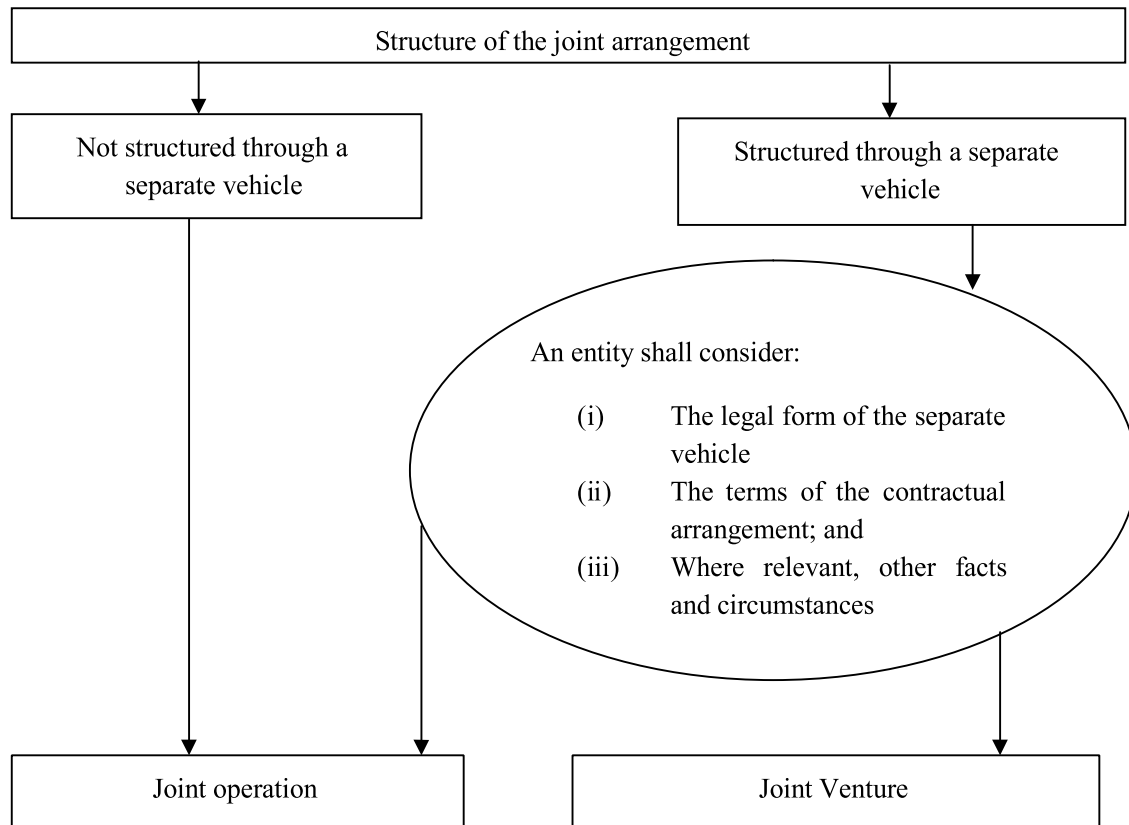 Structure of the joint arrangement
Not structured through a
separate vehicle
Structured through a separate
vehicle
An entity shall consider:
(i) The legal form of the separate
vehicle
(ii) The terms of the contractual
arrangement; and
(iii) Where relevant, other facts
and circumstances
Joint operation
Joint Venture